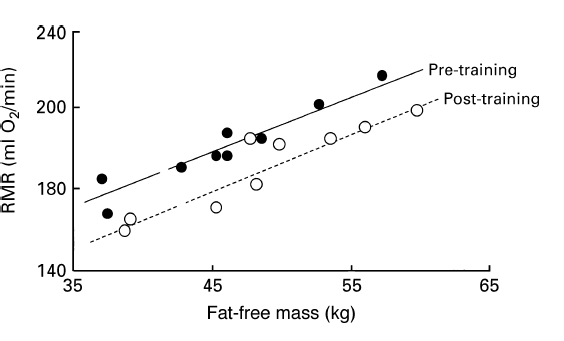 240
200
180
140
RMR (ml O₂/min)
Pre-training
Post-training
35
45
55
65
Fat-free mass (kg)